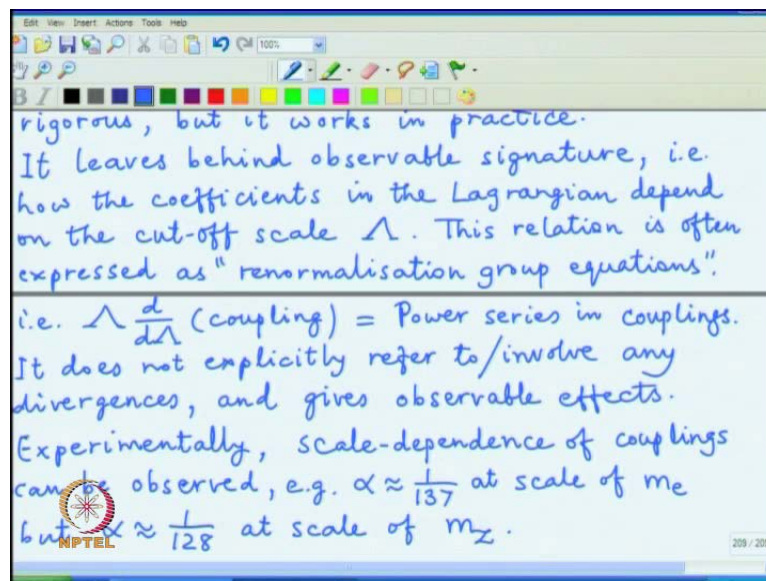 Edit View Insert Actions Tools Help
100%
B I
rigorous, but it works in practice.
It leaves behind observable signature, i.e.
how the coefficients in the Lagrangian depend
on the cut-off scale Λ. This relation is often
expressed as "renormalisation group equations".
i.e. Λ d/dΛ (coupling) = Power series in couplings.
It does not explicitly refer to/involve any
divergences, and gives observable effects.
Experimentally, scale-dependence of couplings
can be observed, e.g. α ≈ 1/137 at scale of mₑ
but α ≈ 1/128 at scale of m_Z.
NPTEL